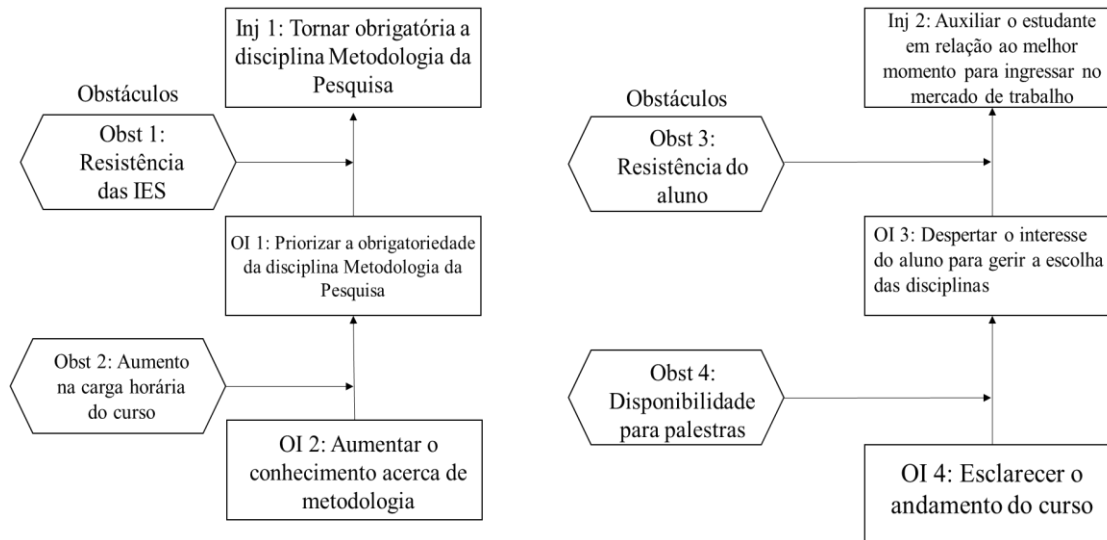 Inj 1: Tornar obrigatória a
disciplina Metodologia da
Pesquisa
Obstáculos
Obst 1:
Resistência
das IES
OI 1: Priorizar a obrigatoriedade
da disciplina Metodologia da
Pesquisa
Obst 2: Aumento
na carga horária
do curso
OI 2: Aumentar o
conhecimento acerca de
metodologia
Inj 2: Auxiliar o estudante
em relação ao melhor
momento para ingressar no
mercado de trabalho
Obstáculos
Obst 3:
Resistência do
aluno
OI 3: Despertar o interesse
do aluno para gerir a escolha
das disciplinas
Obst 4:
Disponibilidade
para palestras
OI 4: Esclarecer o
andamento do curso